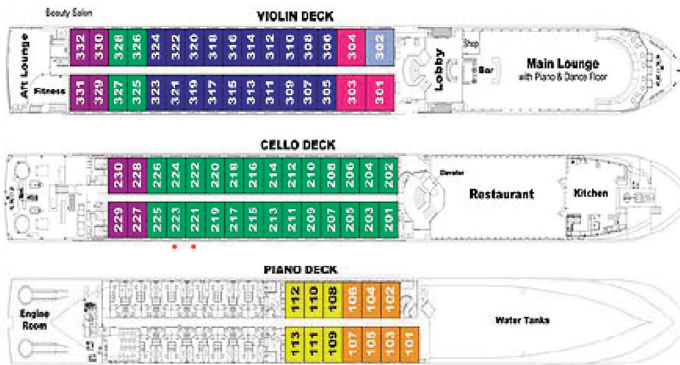 Beauty Salon
VIOLIN DECK
Aft Lounge
332 330 328 326 324 322 320 318 316 314 312 310 308 306 304 302
Fitness
331 329 327 325 323 321 319 317 315 313 311 309 307 305 303 301
Lobby
Shop
Bar
Main Lounge
with Piano & Dance Floor
CELLO DECK
230 228 226 224 222 220 218 216 214 212 210 208 206 204 202
229 227 225 223 221 219 217 215 213 211 209 207 205 203 201
Elevator
Restaurant
Kitchen
PIANO DECK
Engine
Room
112 110 108 106 104 102
113 111 109 107 105 103 101
Water Tanks